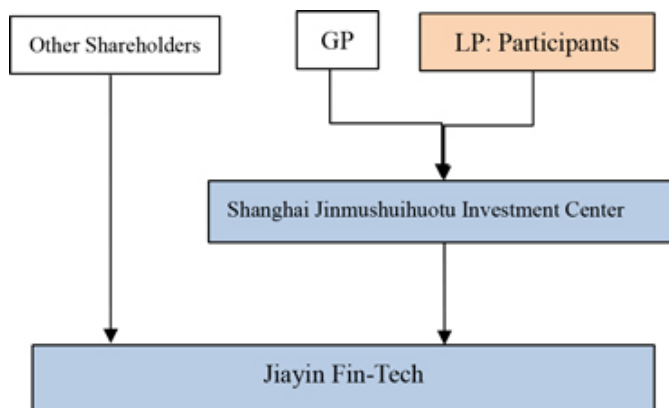 Other Shareholders
GP
LP: Participants
Shanghai Jinmushuihuotu Investment Center
Jiayin Fin-Tech